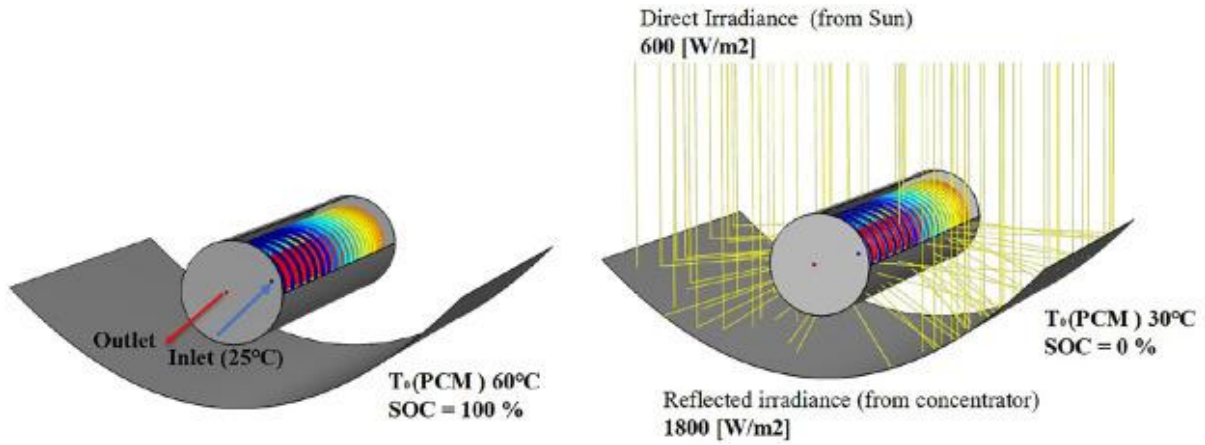 Direct Irradiance (from Sun)
600 [W/m2]
Outlet
Inlet (25°C)
T₀(PCM ) 60°C
SOC = 100 %
T₀(PCM ) 30°C
SOC = 0 %
Reflected irradiance (from concentrator)
1800 [W/m2]